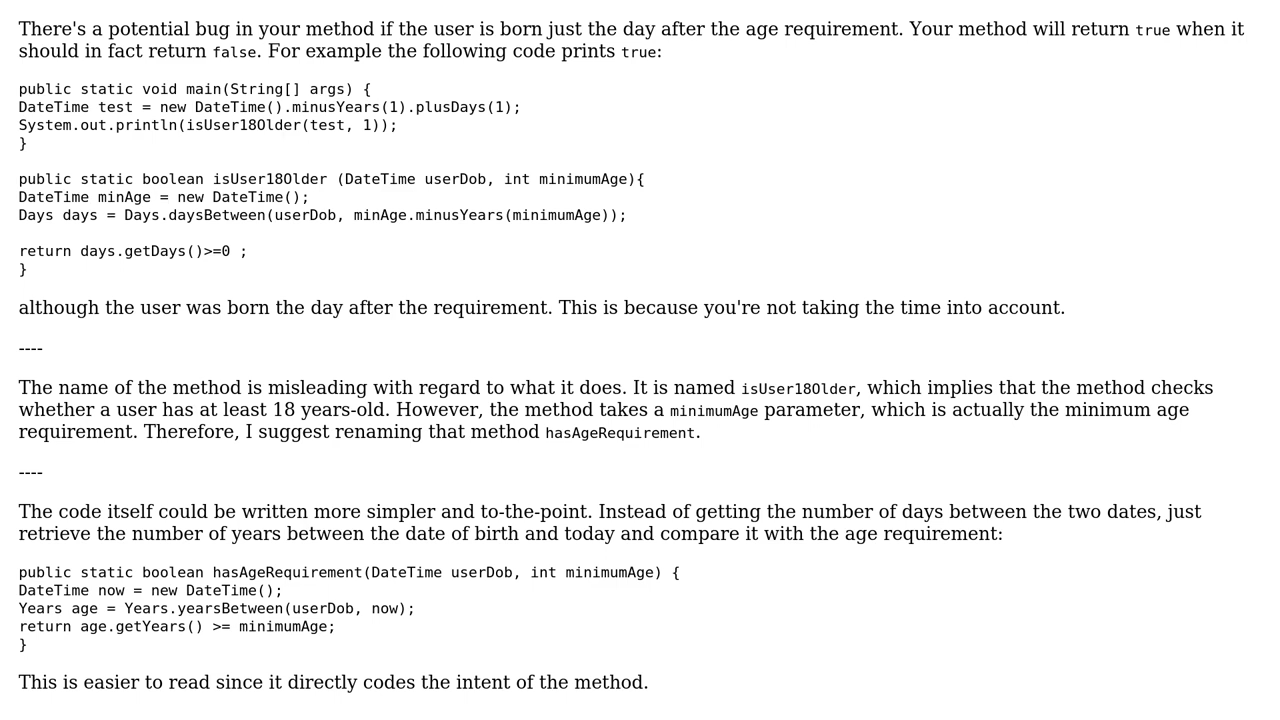 There's a potential bug in your method if the user is born just the day after the age requirement. Your method will return true when it
should in fact return false. For example the following code prints true:
public static void main(String[] args) {
DateTime test = new DateTime().minusYears(1).plusDays(1);
System.out.println(isUser18Older(test, 1));
}
public static boolean isUser18Older (DateTime userDob, int minimumAge){
DateTime minAge = new DateTime();
Days days = Days.daysBetween(userDob, minAge.minusYears(minimumAge));
return days.getDays()>=0 ;
}
although the user was born the day after the requirement. This is because you're not taking the time into account.
----
The name of the method is misleading with regard to what it does. It is named isUser18Older, which implies that the method checks
whether a user has at least 18 years-old. However, the method takes a minimumAge parameter, which is actually the minimum age
requirement. Therefore, I suggest renaming that method hasAgeRequirement.
----
The code itself could be written more simpler and to-the-point. Instead of getting the number of days between the two dates, just
retrieve the number of years between the date of birth and today and compare it with the age requirement:
public static boolean hasAgeRequirement(DateTime userDob, int minimumAge) {
DateTime now = new DateTime();
Years age = Years.yearsBetween(userDob, now);
return age.getYears() >= minimumAge;
}
This is easier to read since it directly codes the intent of the method.